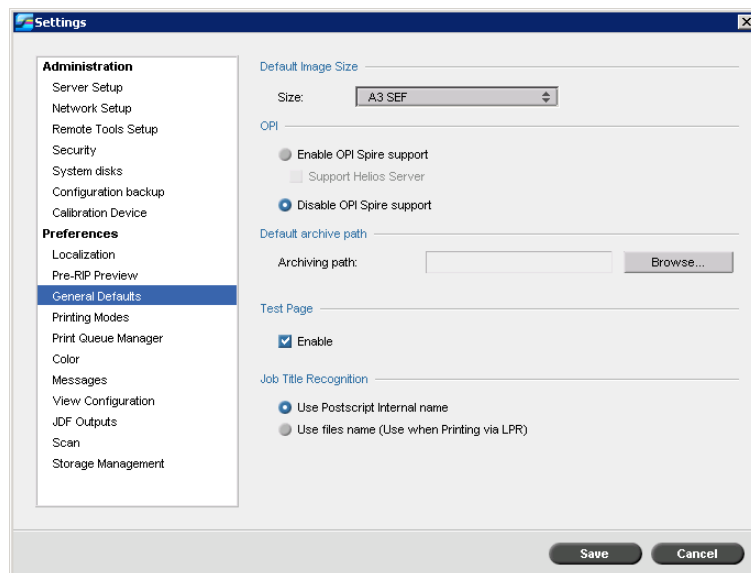 Settings
Administration
Server Setup
Network Setup
Remote Tools Setup
Security
System disks
Configuration backup
Calibration Device
Preferences
Localization
Pre-RIP Preview
General Defaults
Printing Modes
Print Queue Manager
Color
Messages
View Configuration
JDF Outputs
Scan
Storage Management
Default Image Size
Size: A3 SEF
OPI
Enable OPI Spire support
Support Helios Server
Disable OPI Spire support
Default archive path
Archiving path: Browse...
Test Page
Enable
Job Title Recognition
Use Postscript Internal name
Use files name (Use when Printing via LPR)
Save Cancel